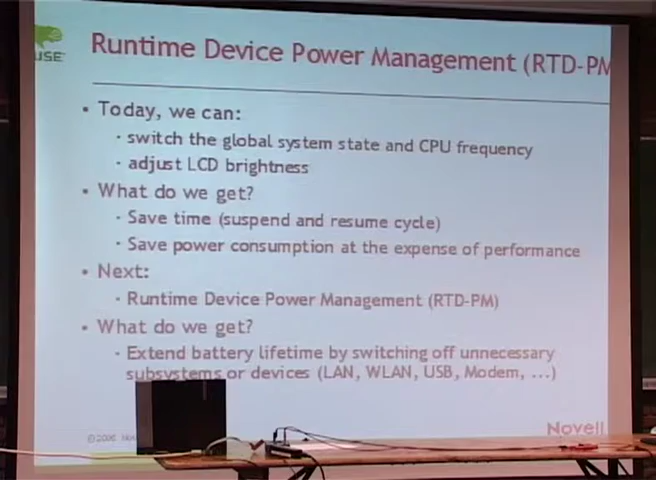 USE
Runtime Device Power Management (RTD-PM
• Today, we can:
• switch the global system state and CPU frequency
• adjust LCD brightness
• What do we get?
• Save time (suspend and resume cycle)
• Save power consumption at the expense of performance
• Next:
• Runtime Device Power Management (RTD-PM)
• What do we get?
• Extend battery lifetime by switching off unnecessary
subsystems or devices (LAN, WLAN, USB, Modem, ...)
Novell